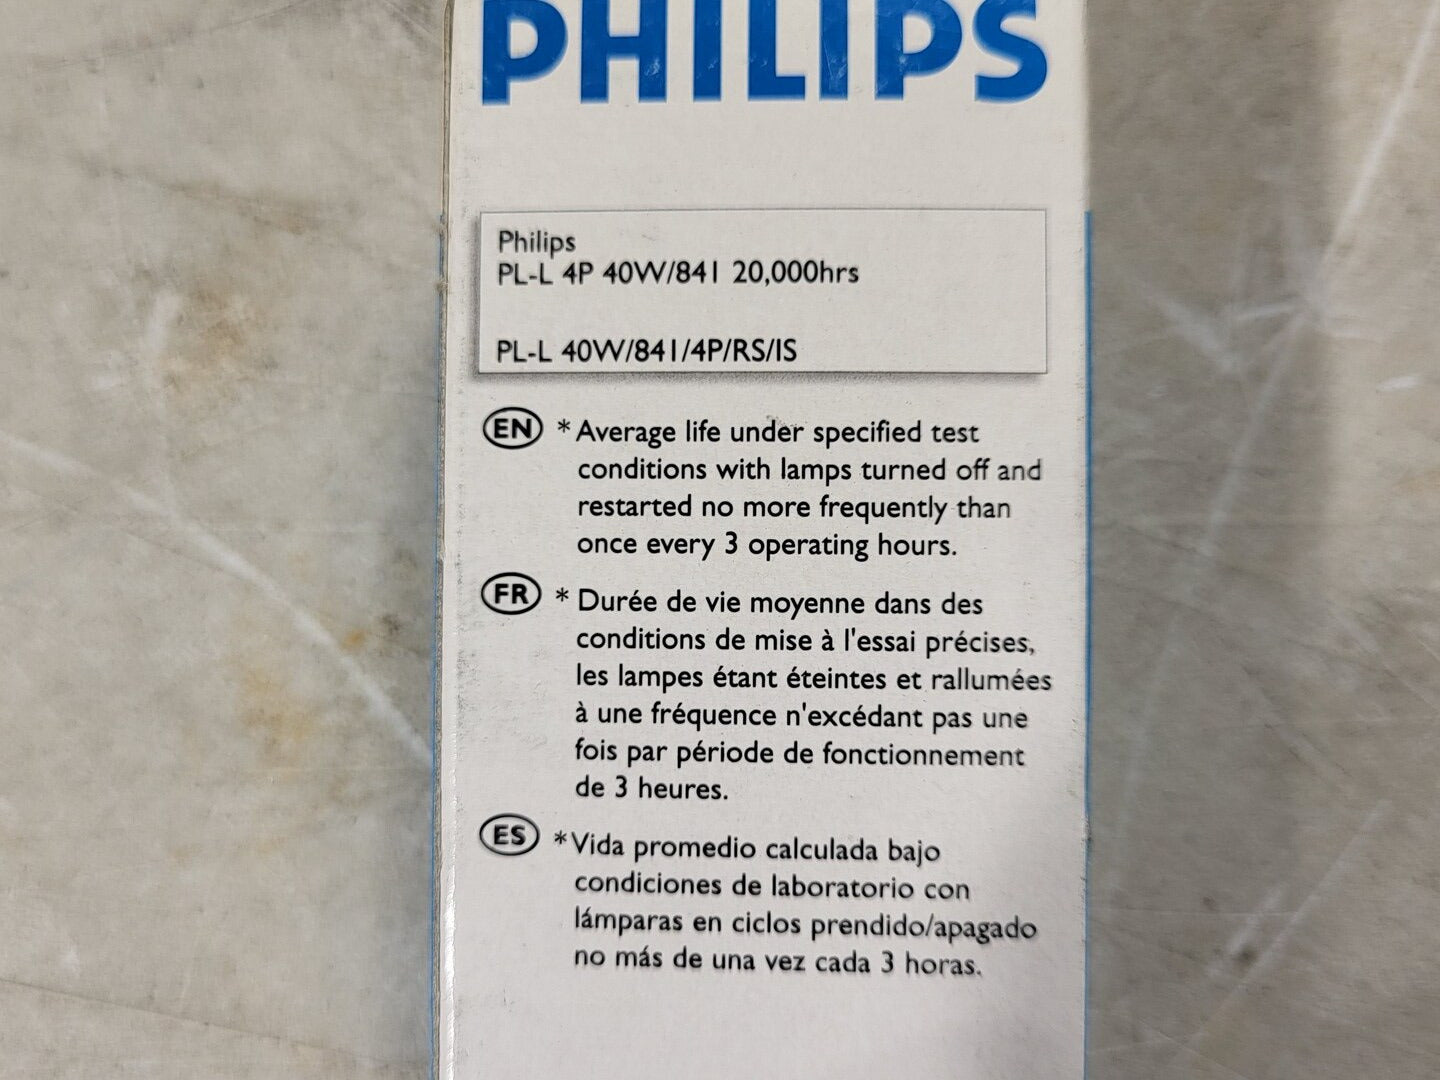 PHILIPS
Philips
PL-L 4P 40W/841 20,000hrs
PL-L 40W/841/4P/RS/IS
EN *Average life under specified test
conditions with lamps turned off and
restarted no more frequently than
once every 3 operating hours.
FR * Durée de vie moyenne dans des
conditions de mise à l'essai précises,
les lampes étant éteintes et rallumées
à une fréquence n'excédant pas une
fois par période de fonctionnement
de 3 heures.
ES *Vida promedio calculada bajo
condiciones de laboratorio con
lámparas en ciclos prendido/apagado
no más de una vez cada 3 horas.